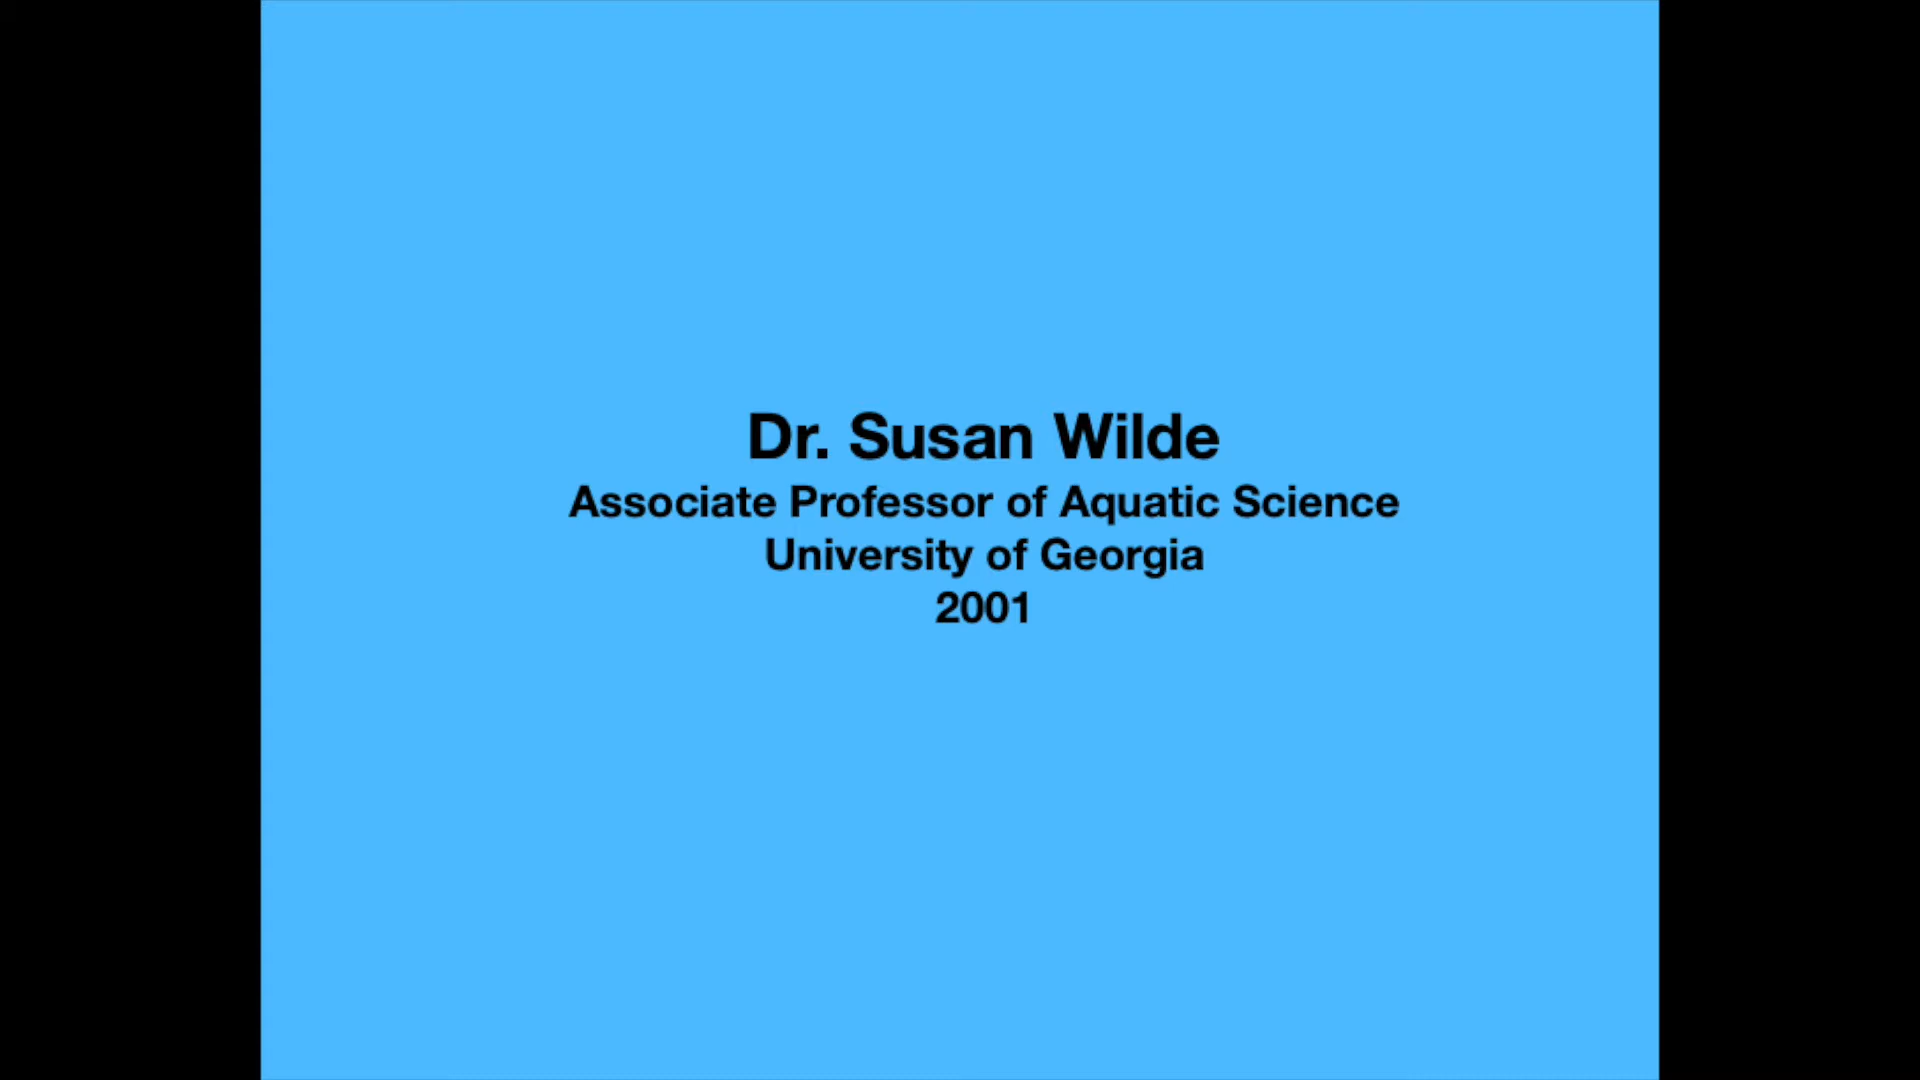 Dr. Susan Wilde
Associate Professor of Aquatic Science
University of Georgia
2001